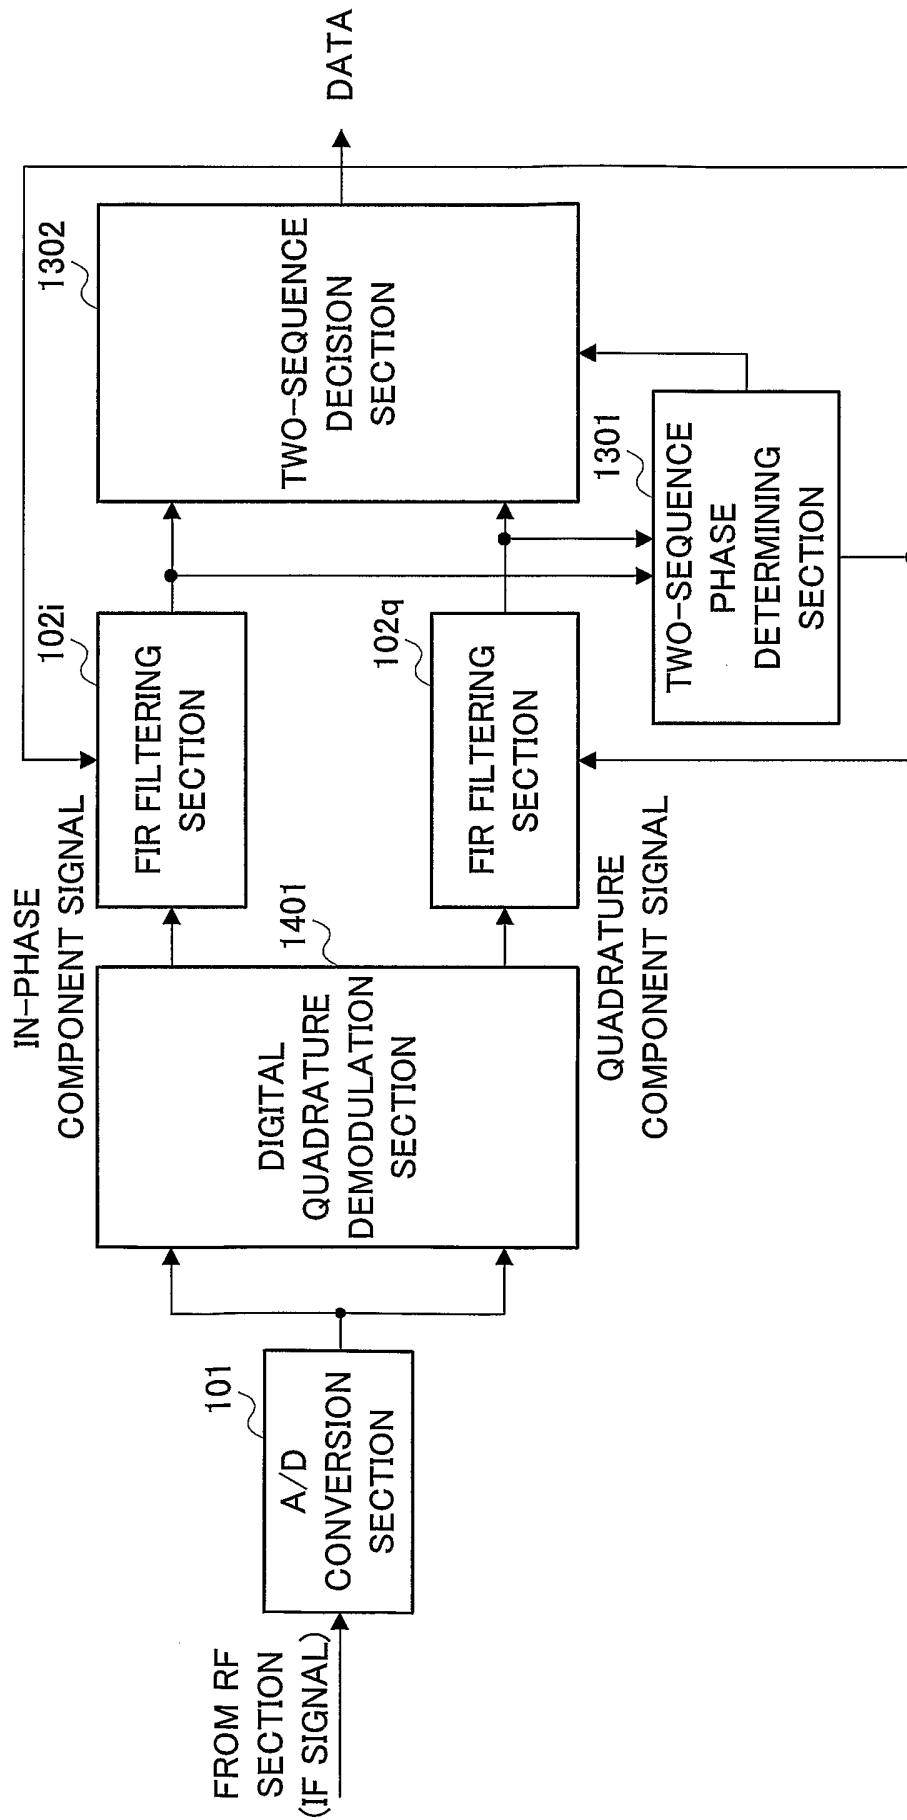 FROM RF
SECTION
(IF SIGNAL)
101
A/D
CONVERSION
SECTION
1401
DIGITAL
QUADRATURE
DEMODULATION
SECTION
IN-PHASE
COMPONENT SIGNAL
QUADRATURE
COMPONENT SIGNAL
102i
FIR FILTERING
SECTION
102q
FIR FILTERING
SECTION
1301
TWO-SEQUENCE
PHASE
DETERMINING
SECTION
1302
TWO-SEQUENCE
DECISION
SECTION
DATA